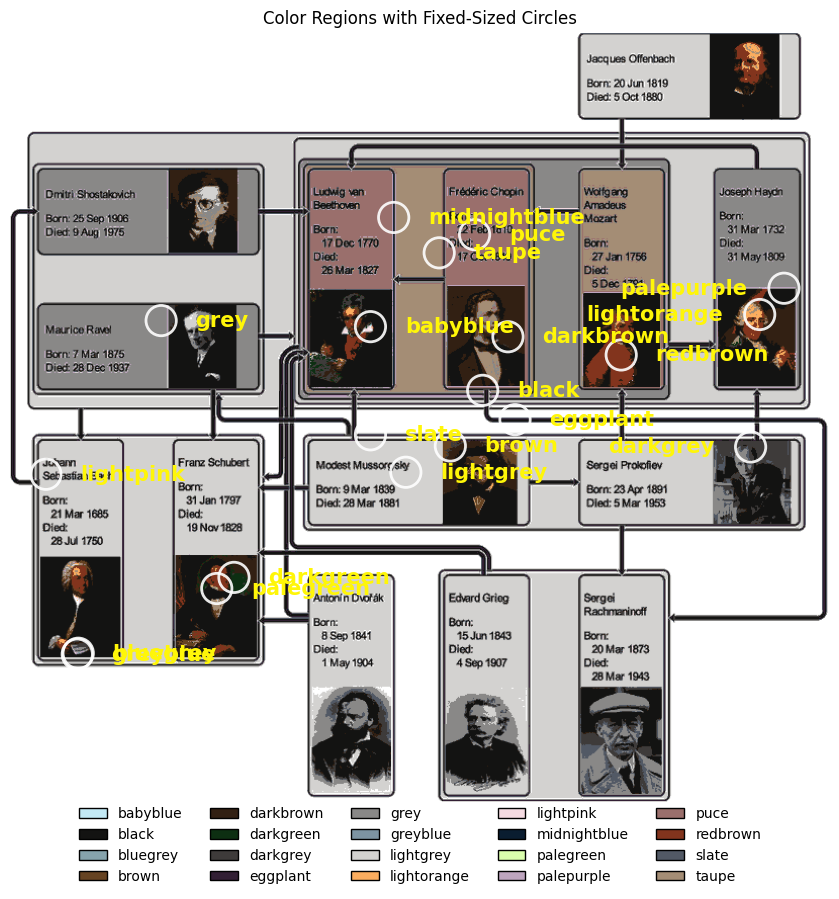 Color Regions with Fixed-Sized Circles
Jacques Offenbach
Born: 20 Jun 1819
Died: 5 Oct 1880
Dmitri Shostakovich
Born: 25 Sep 1906
Died: 9 Aug 1975
Ludwig van
Beethoven
Born:
17 Dec 1770
Died:
26 Mar 1827
Frédéric Chopin
22 Feb 1810
17
Wolfgang
Amadeus
Mozart
Born:
27 Jan 1756
Died:
5 Dec 1791
Joseph Haydn
Born:
31 Mar 1732
Died:
31 May 1809
midnightblue
puce
taupe
palepurple
lightorange
Maurice Ravel
Born: 7 Mar 1875
Died: 28 Dec 1937
grey
babyblue
darkbrown
redbrown
black
eggplant
slate
brown
darkgrey
lightgrey
lightpink
Johann
Sebastian Bach
Born:
21 Mar 1685
Died:
28 Jul 1750
Franz Schubert
Born:
31 Jan 1797
Died:
19 Nov 1828
Modest Mussorgsky
Born: 9 Mar 1839
Died: 28 Mar 1881
Sergei Prokofiev
Born: 23 Apr 1891
Died: 5 Mar 1953
darkgreen
palegreen
bluegrey
greyblue
Antonín Dvořák
Born:
8 Sep 1841
Died:
1 May 1904
Edvard Grieg
Born:
15 Jun 1843
Died:
4 Sep 1907
Sergei
Rachmaninoff
Born:
20 Mar 1873
Died:
28 Mar 1943
babyblue
black
bluegrey
brown
darkbrown
darkgreen
darkgrey
eggplant
grey
greyblue
lightgrey
lightorange
lightpink
midnightblue
palegreen
palepurple
puce
redbrown
slate
taupe